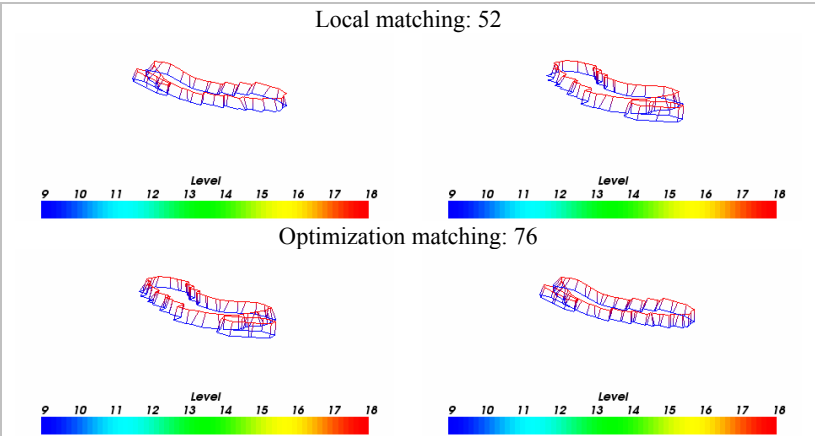 Local matching: 52
Level Level
9 10 11 12 13 14 15 16 17 18 9 10 11 12 13 14 15 16 17 18
Optimization matching: 76
Level Level
9 10 11 12 13 14 15 16 17 18 9 10 11 12 13 14 15 16 17 18